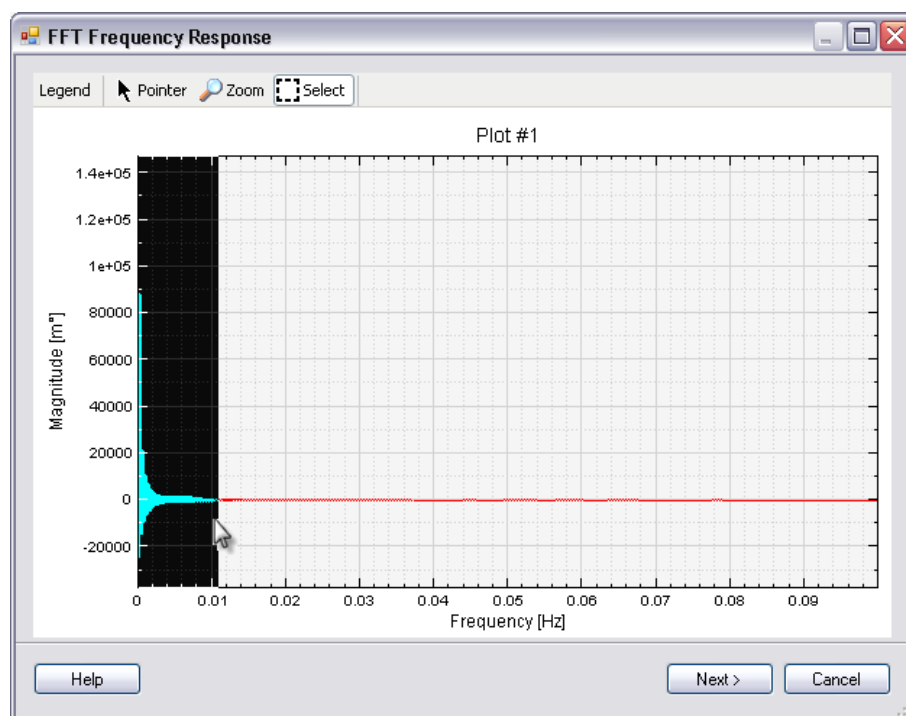 FFT Frequency Response
Legend Pointer Zoom Select
Plot #1
1.4e+05
1.2e+05
1e+05
80000
60000
40000
20000
0
-20000
Magnitude [m°]
0 0.01 0.02 0.03 0.04 0.05 0.06 0.07 0.08 0.09
Frequency [Hz]
Help Next > Cancel